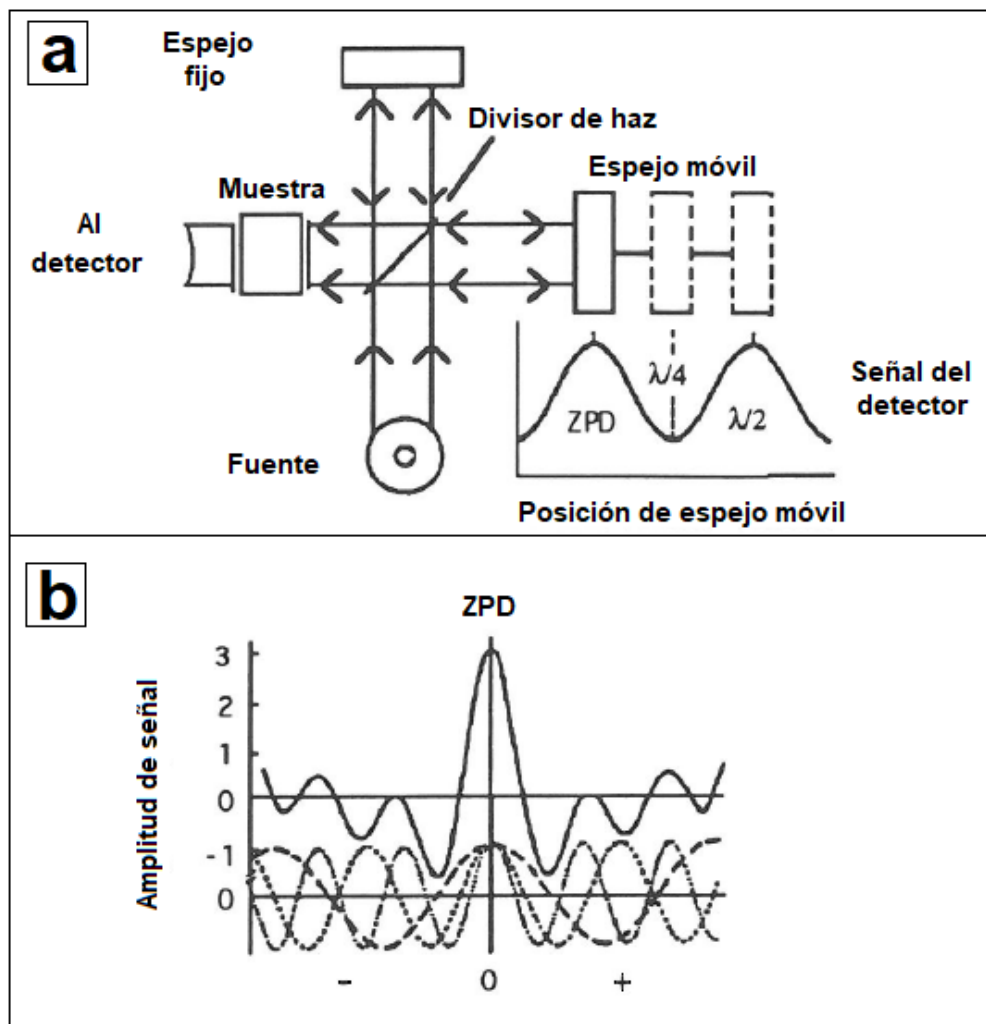 a
Espejo
fijo
Divisor de haz
Espejo móvil
Muestra
Al
detector
λ/4
ZPD
λ/2
Señal del
detector
Fuente
Posición de espejo móvil
b
ZPD
Amplitud de señal
3
2
1
0
-1
0
- 0 +